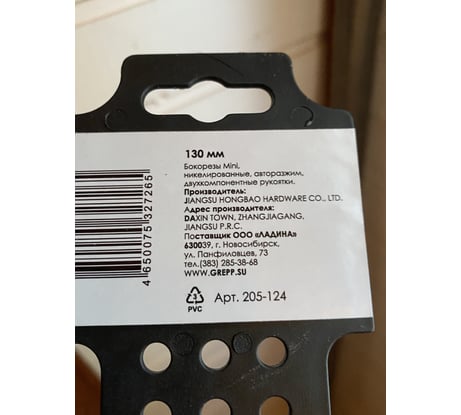 130 мм
Бокорезы Mini,
никелированные, авторазжим,
двухкомпонентные рукоятки.
Производитель:
JIANGSU HONGBAO HARDWARE CO., LTD.
Адрес производителя:
DAXIN TOWN, ZHANGJIAGANG,
JIANGSU P.R.C.
Поставщик ООО «ЛАДИНА»
630039, г. Новосибирск,
ул. Панфиловцев, 73
тел.(383) 285-38-68
WWW.GREPP.SU
3
PVC
Арт. 205-124
4 650075 327265